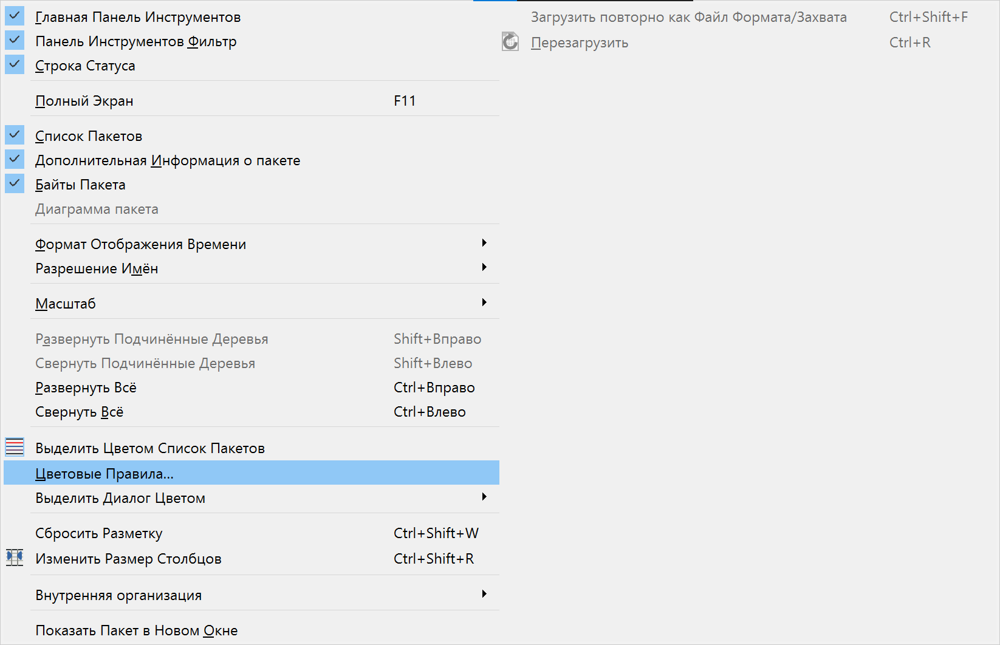 Главная Панель Инструментов
Панель Инструментов Фильтр
Строка Статуса
Полный Экран F11
Список Пакетов
Дополнительная Информация о пакете
Байты Пакета
Диаграмма пакета
Формат Отображения Времени
Разрешение Имён
Масштаб
Развернуть Подчинённые Деревья Shift+Вправо
Свернуть Подчинённые Деревья Shift+Влево
Развернуть Всё Ctrl+Вправо
Свернуть Всё Ctrl+Влево
Выделить Цветом Список Пакетов
Цветовые Правила...
Выделить Диалог Цветом
Сбросить Разметку Ctrl+Shift+W
Изменить Размер Столбцов Ctrl+Shift+R
Внутренняя организация
Показать Пакет в Новом Окне
Загрузить повторно как Файл Формата/Захвата Ctrl+Shift+F
Перезагрузить Ctrl+R